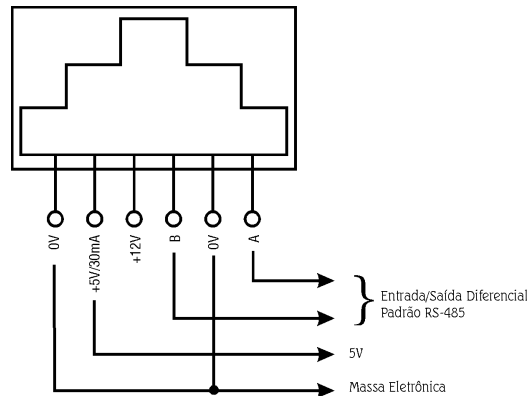 0V
+5V/30mA
+12V
B
0V
A
Entrada/Saída Diferencial
Padrão RS-485
5V
Massa Eletrônica